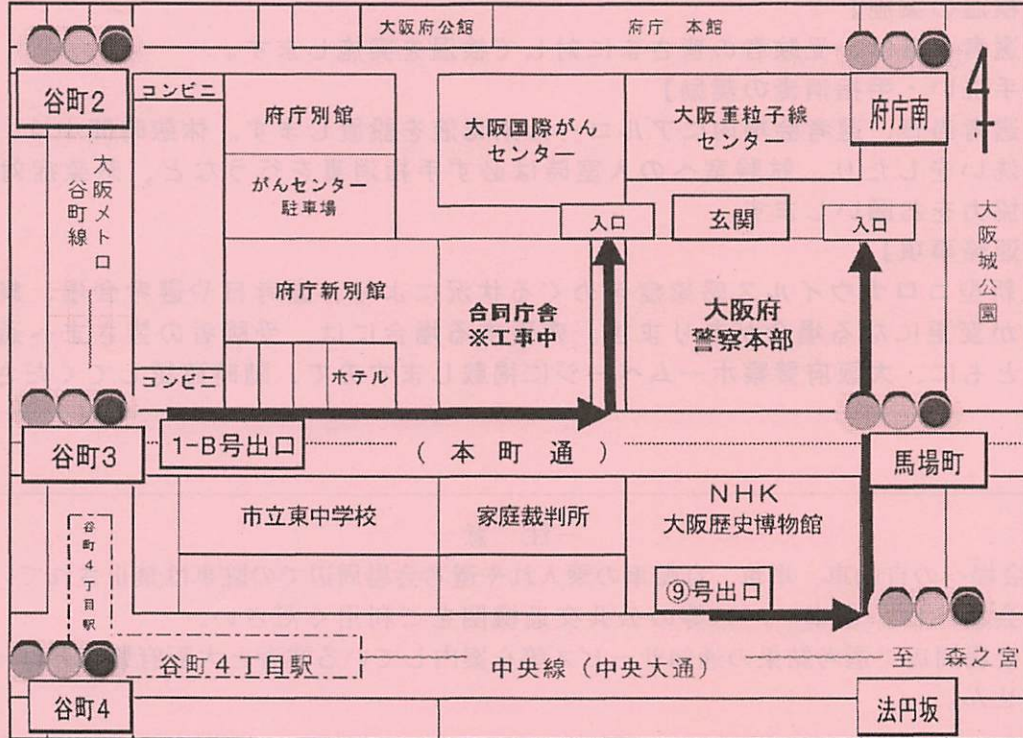 大阪府公館
府庁 本館
谷町2
コンビニ
府庁別館
大阪国際がん
センター
大阪重粒子線
センター
府庁南
4
大阪メトロ
谷町線
がんセンター
駐車場
入口
玄関
入口
大阪城公園
府庁新別館
合同庁舎
※工事中
大阪府
警察本部
コンビニ
ホテル
谷町3
1-B号出口
(本町通)
馬場町
市立東中学校
家庭裁判所
NHK
大阪歴史博物館
谷町4丁目駅
⑨号出口
谷町4丁目駅
中央線(中央大通)
至 森之宮
谷町4
法円坂